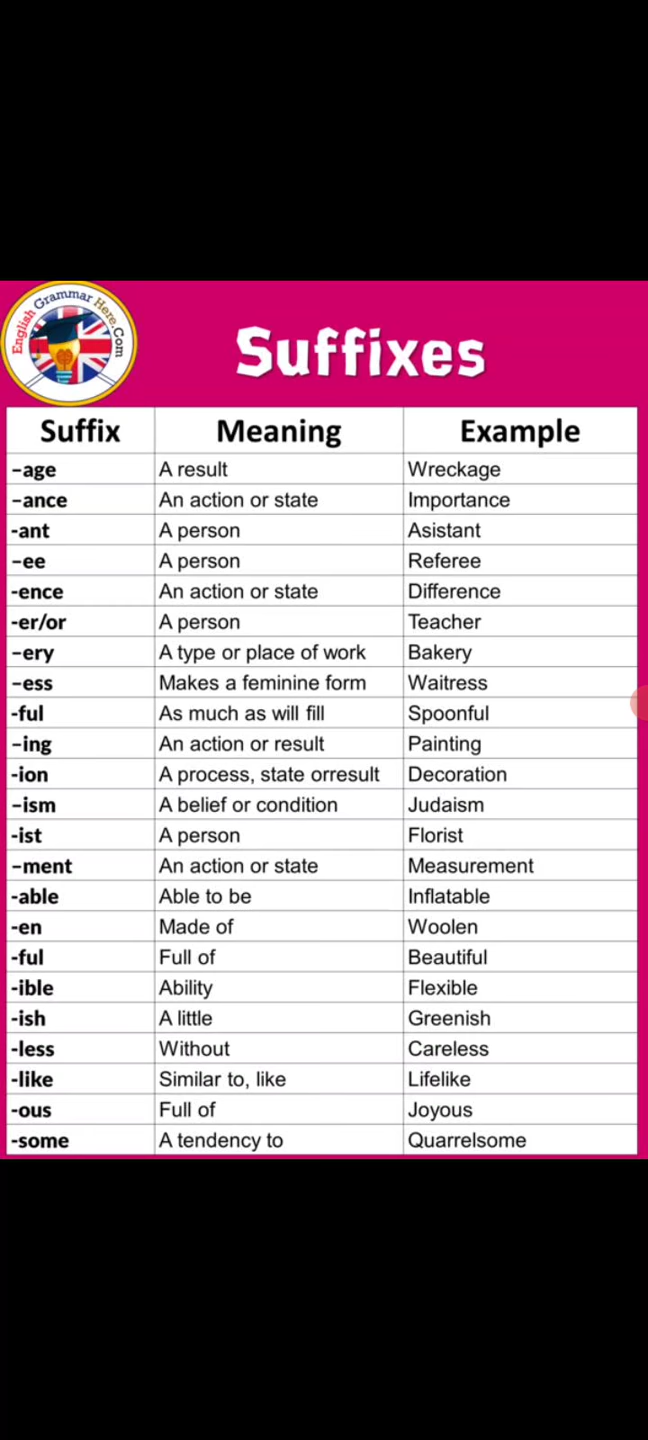 English Grammar Here.Com
Suffixes
Suffix Meaning Example
–age A result Wreckage
–ance An action or state Importance
-ant A person Asistant
–ee A person Referee
-ence An action or state Difference
-er/or A person Teacher
–ery A type or place of work Bakery
–ess Makes a feminine form Waitress
-ful As much as will fill Spoonful
–ing An action or result Painting
-ion A process, state orresult Decoration
–ism A belief or condition Judaism
-ist A person Florist
–ment An action or state Measurement
-able Able to be Inflatable
-en Made of Woolen
-ful Full of Beautiful
-ible Ability Flexible
-ish A little Greenish
-less Without Careless
-like Similar to, like Lifelike
-ous Full of Joyous
-some A tendency to Quarrelsome